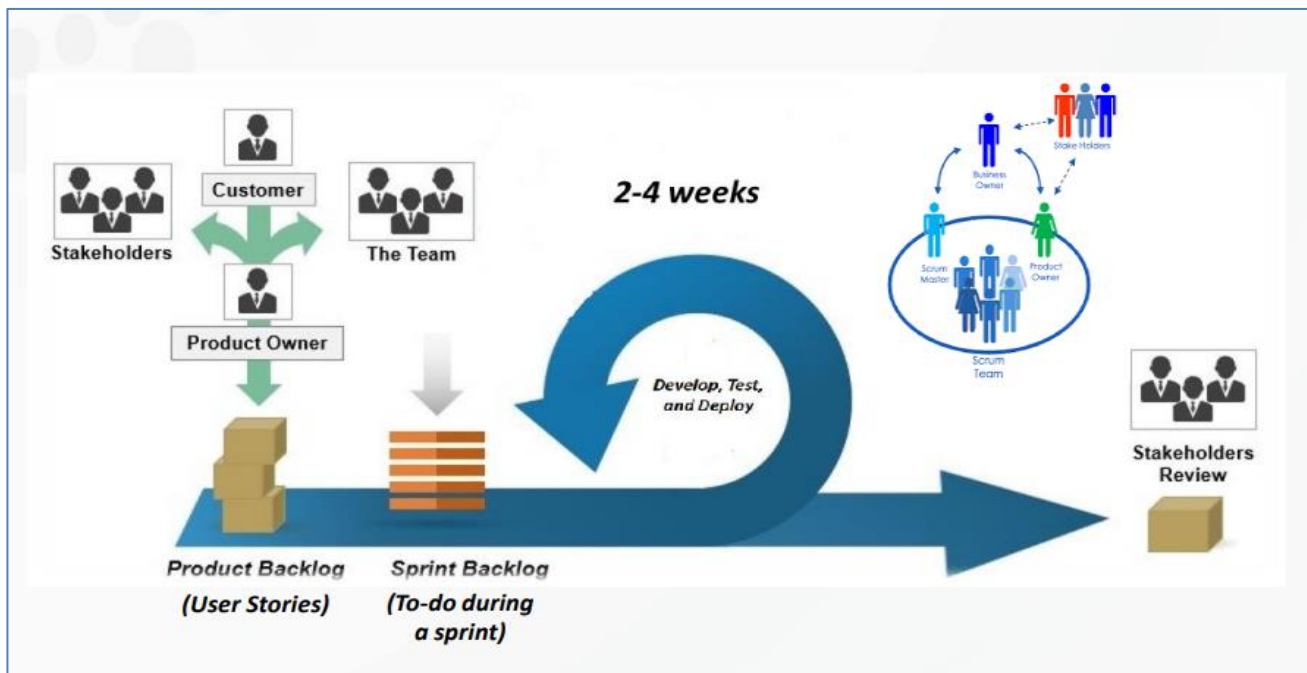 Customer
Stakeholders
The Team
Product Owner
Product Backlog
(User Stories)
Sprint Backlog
(To-do during
a sprint)
2-4 weeks
Develop, Test,
and Deploy
Stake Holders
Business
Owner
Scrum
Master
Product
Owner
Scrum
Team
Stakeholders
Review